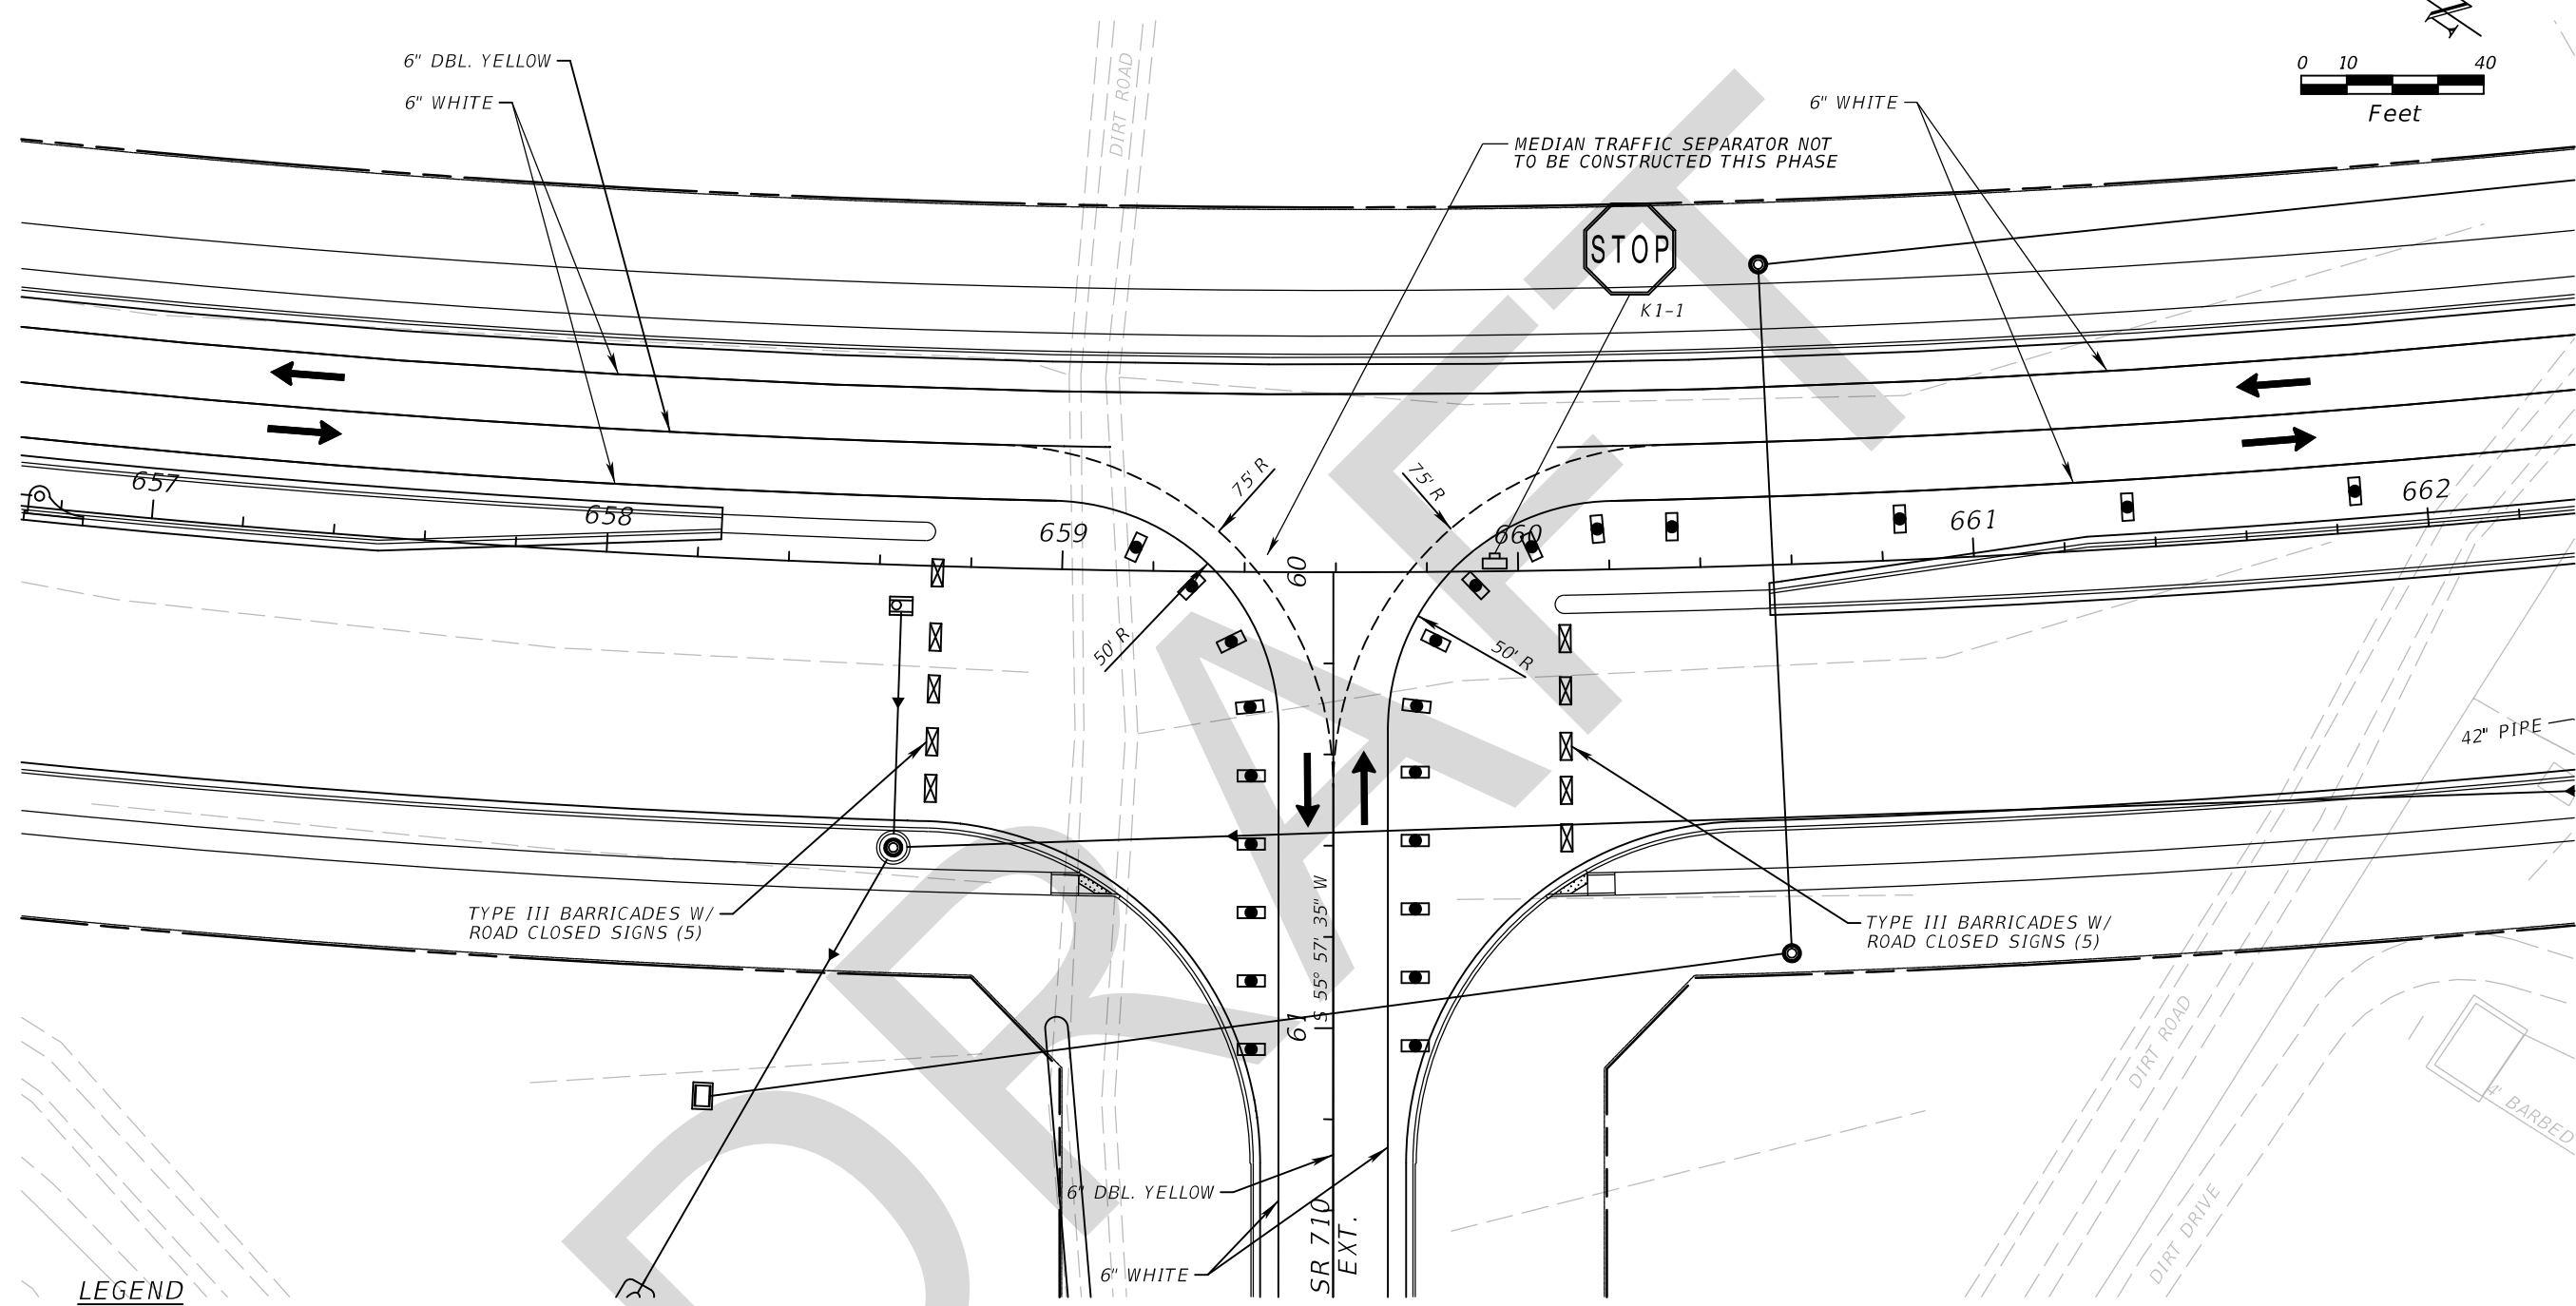 6" DBL. YELLOW
6" WHITE
DIRT ROAD
MEDIAN TRAFFIC SEPARATOR NOT
TO BE CONSTRUCTED THIS PHASE
6" WHITE
0 10 40
Feet
STOP
K1-1
657
658
659
660
661
662
75' R
75' R
60
50' R
50' R
42" PIPE
TYPE III BARRICADES W/
ROAD CLOSED SIGNS (5)
S 55° 57' 35" W
TYPE III BARRICADES W/
ROAD CLOSED SIGNS (5)
61
DIRT ROAD
4' BARBED
6" DBL. YELLOW
6" WHITE
SR 710
EXT.
DIRT DRIVE
LEGEND
DRAFT